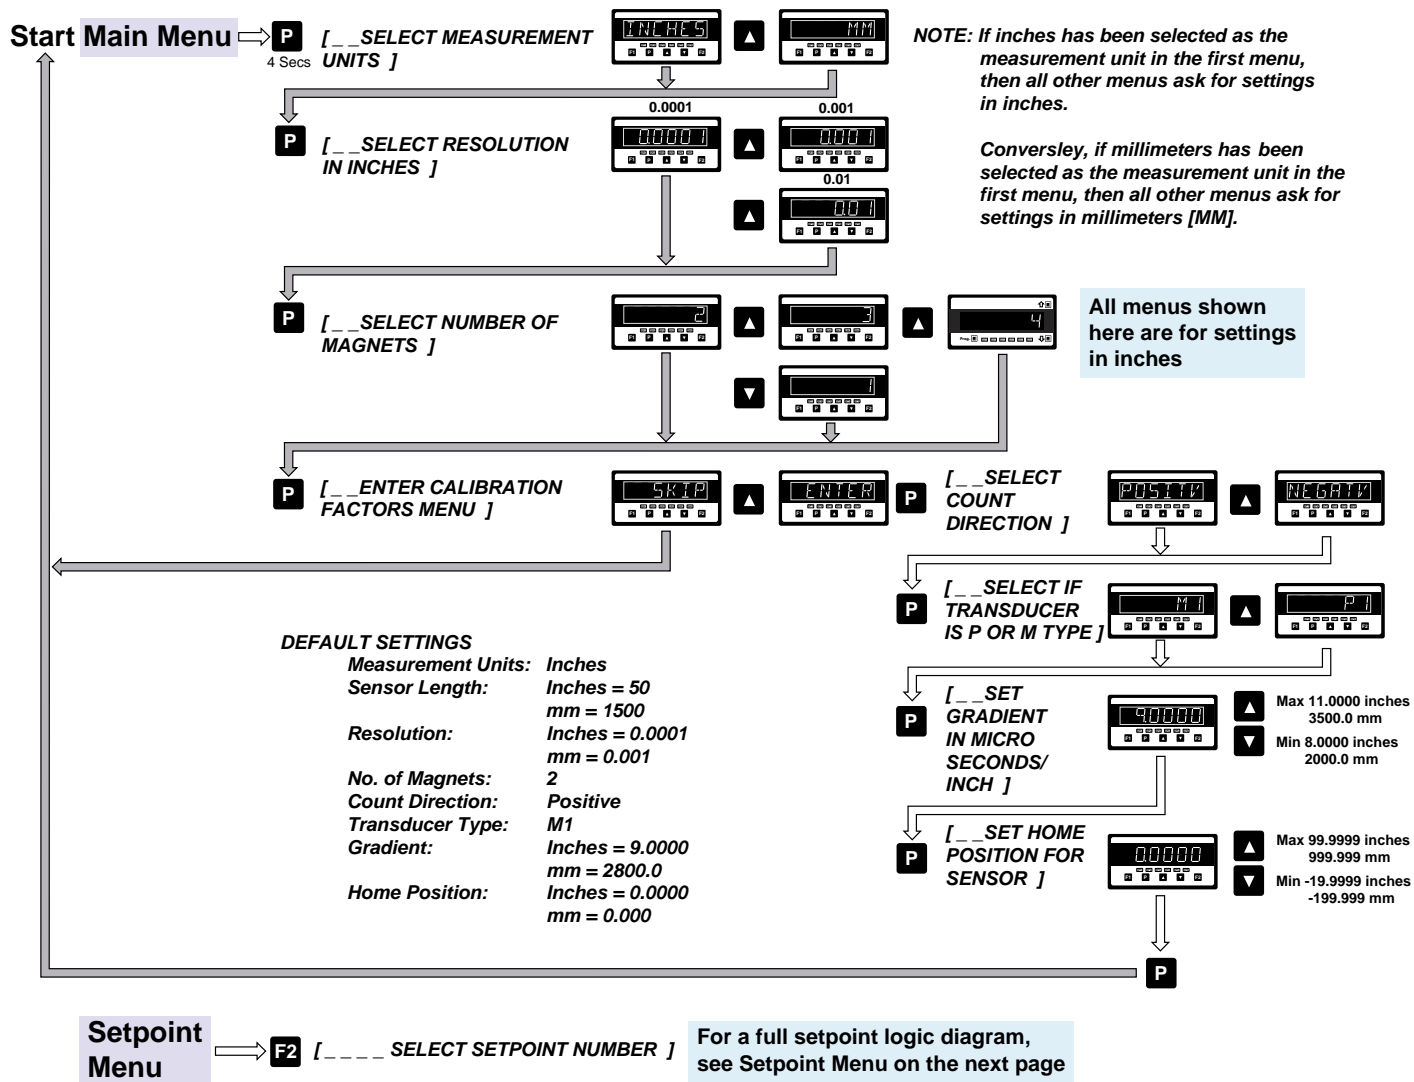 Start Main Menu
P
4 Secs
[ _ _SELECT MEASUREMENT
UNITS ]
INCHES
MM
NOTE: If inches has been selected as the
measurement unit in the first menu,
then all other menus ask for settings
in inches.
Conversley, if millimeters has been
selected as the measurement unit in the
first menu, then all other menus ask for
settings in millimeters [MM].
P
[ _ _SELECT RESOLUTION
IN INCHES ]
0.0001
0.0001
0.001
0.001
0.01
0.01
P
[ _ _SELECT NUMBER OF
MAGNETS ]
2
3
4
Prog.
1
All menus shown
here are for settings
in inches
P
[ _ _ENTER CALIBRATION
FACTORS MENU ]
SKIP
ENTER
P
[ _ _SELECT
COUNT
DIRECTION ]
POSITV
NEGATV
P
[ _ _SELECT IF
TRANSDUCER
IS P OR M TYPE ]
M1
P1
P
[ _ _SET
GRADIENT
IN MICRO
SECONDS/
INCH ]
9.0000
Max 11.0000 inches
3500.0 mm
Min 8.0000 inches
2000.0 mm
P
[ _ _SET HOME
POSITION FOR
SENSOR ]
0.0000
Max 99.9999 inches
999.999 mm
Min -19.9999 inches
-199.999 mm
P
DEFAULT SETTINGS
Measurement Units: Inches
Sensor Length: Inches = 50
mm = 1500
Resolution: Inches = 0.0001
mm = 0.001
No. of Magnets: 2
Count Direction: Positive
Transducer Type: M1
Gradient: Inches = 9.0000
mm = 2800.0
Home Position: Inches = 0.0000
mm = 0.000
Setpoint
Menu
F2
[ _ _ _ _ SELECT SETPOINT NUMBER ]
For a full setpoint logic diagram,
see Setpoint Menu on the next page